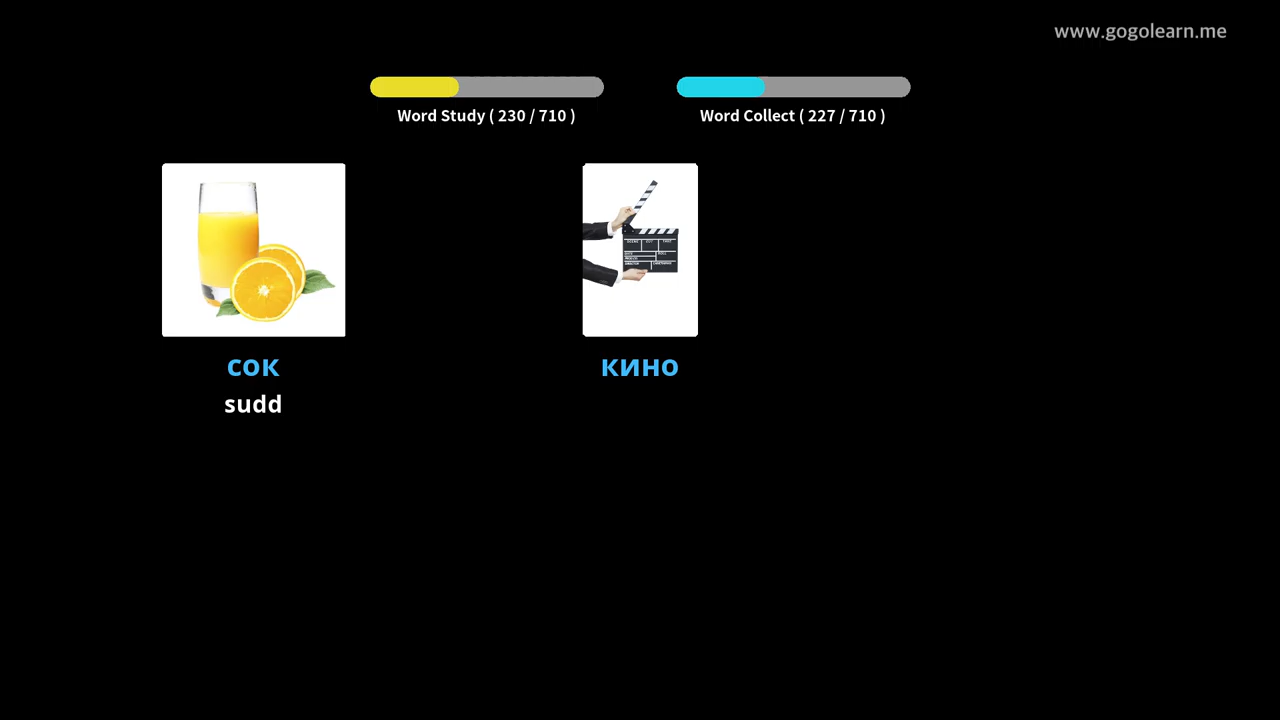 www.gogolearn.me
Word Study ( 230 / 710 )
Word Collect ( 227 / 710 )
сок
sudd
кино